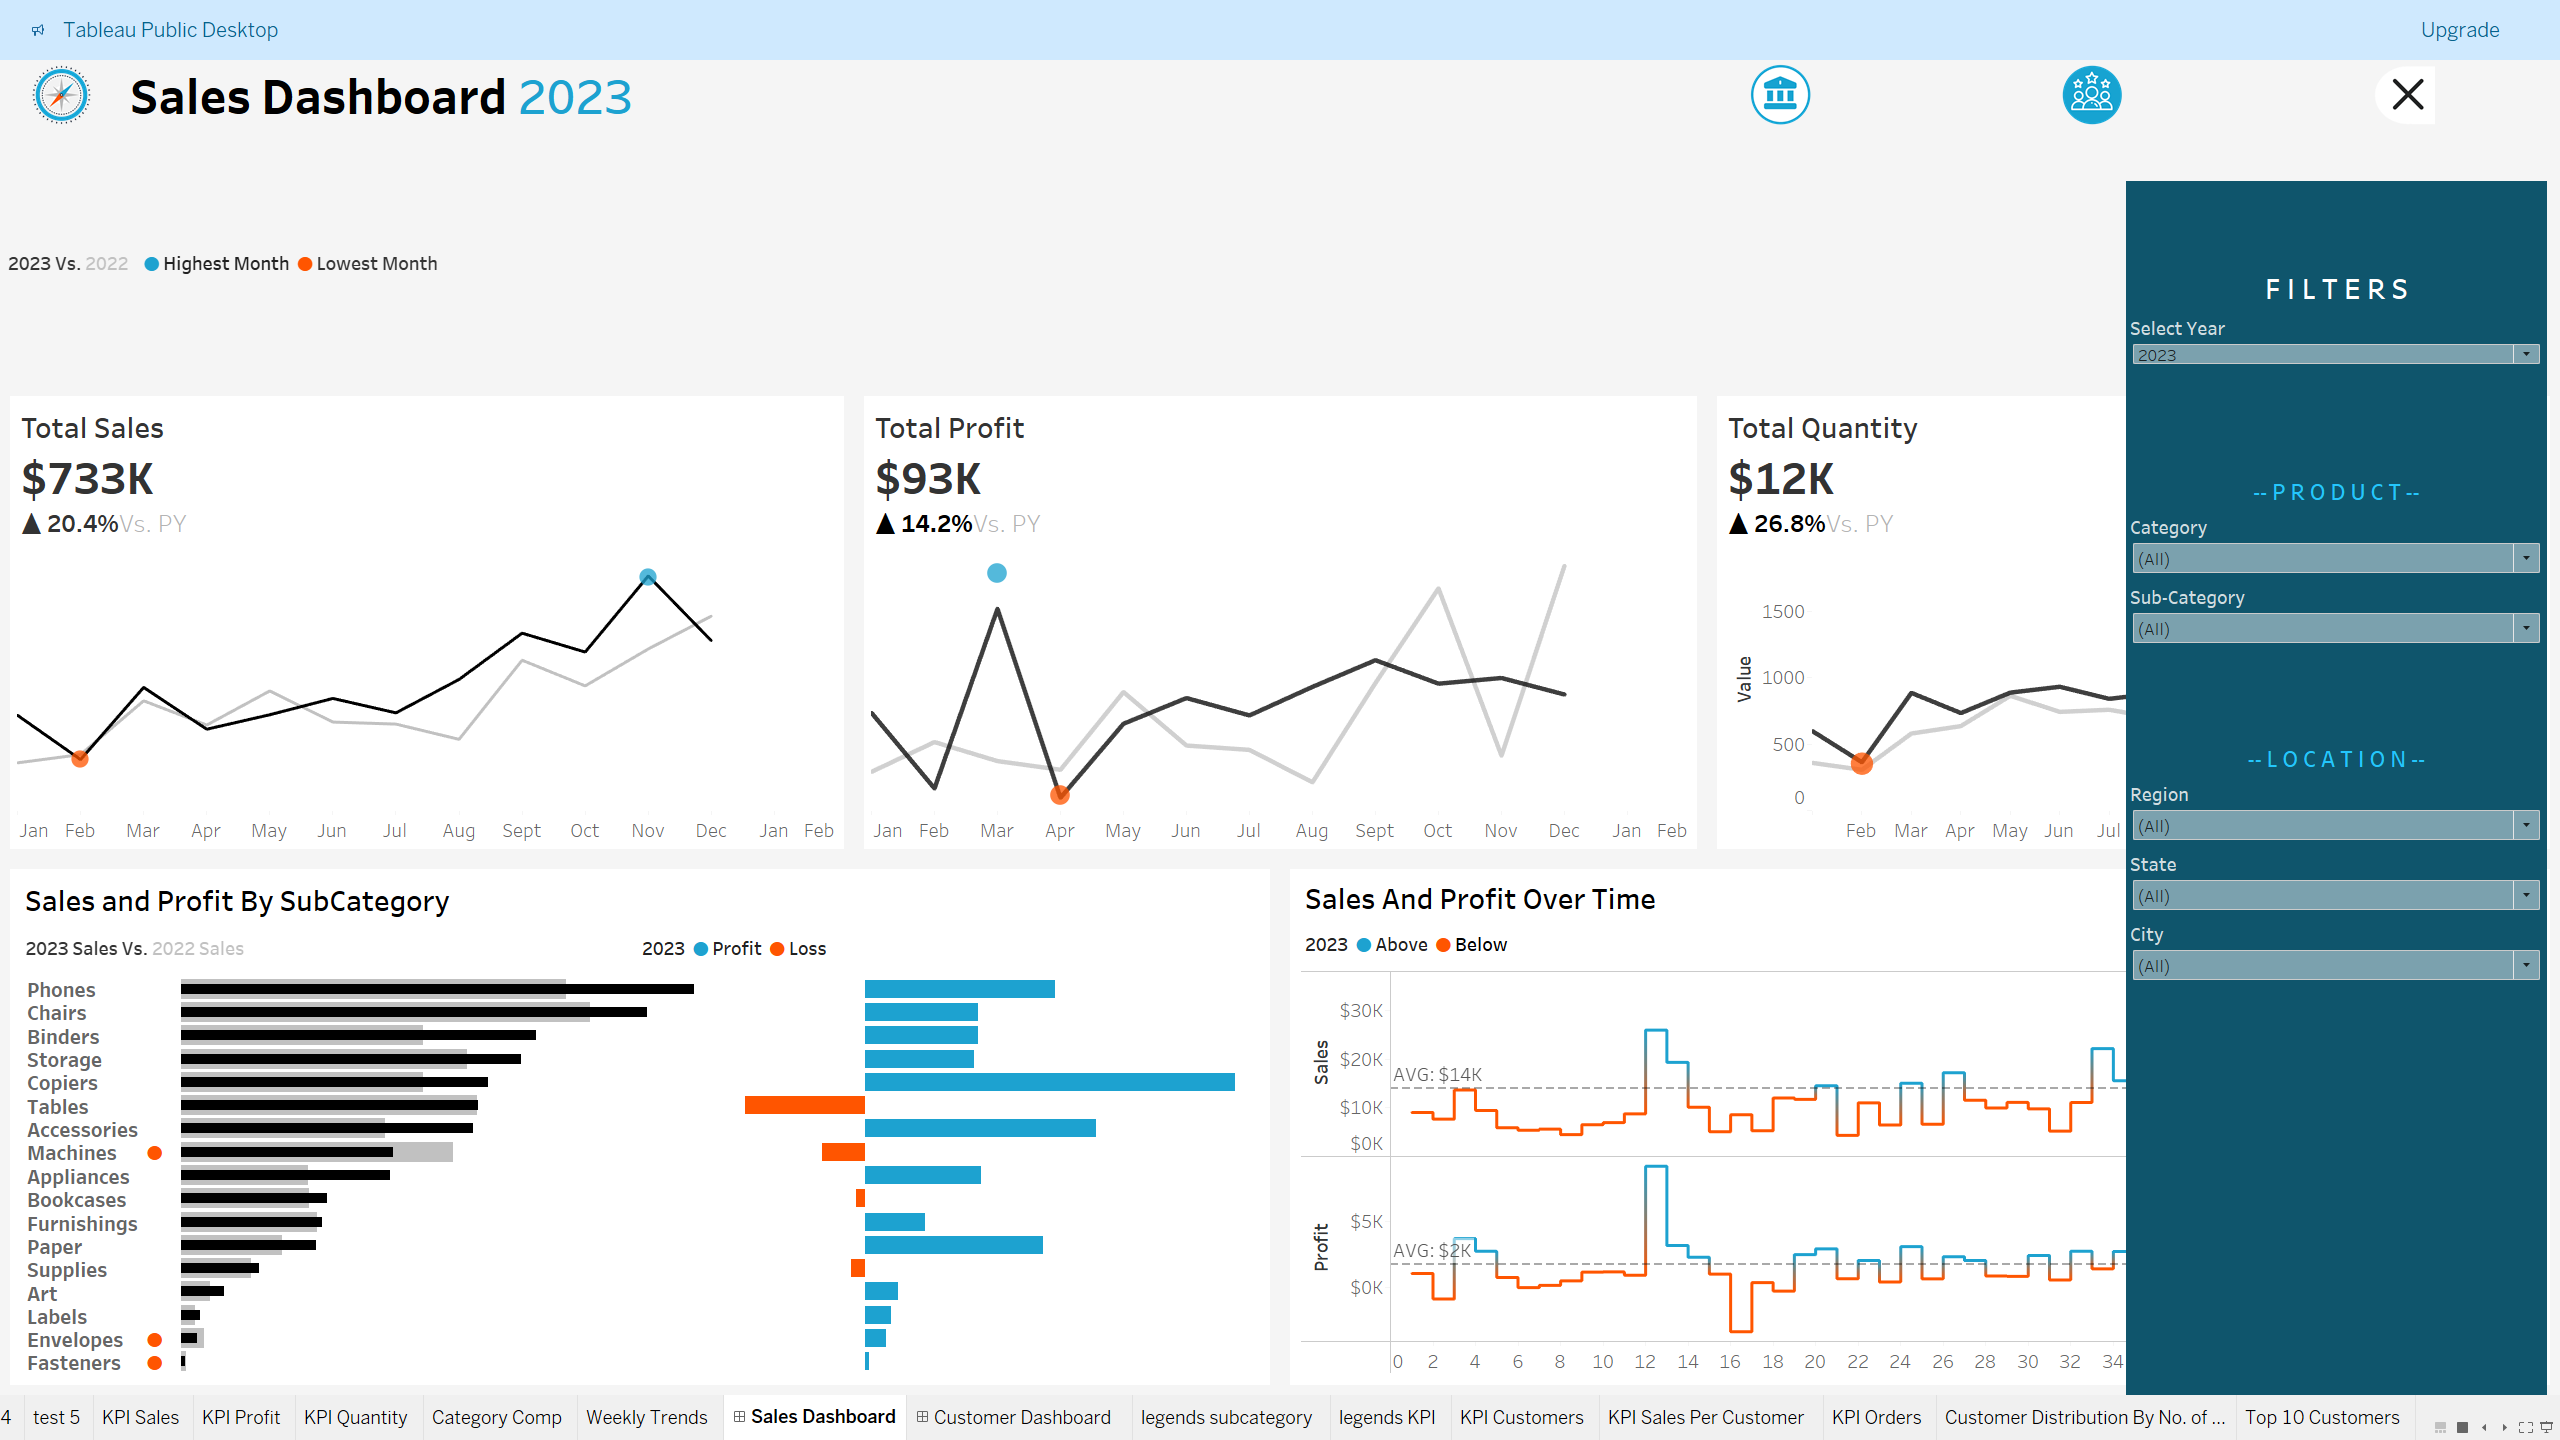 Tableau Public Desktop
Upgrade
Sales Dashboard 2023
2023 Vs. 2022 Highest Month Lowest Month
FILTERS
Select Year
2023
--PRODUCT--
Category
(All)
Sub-Category
(All)
--LOCATION--
Region
(All)
State
(All)
City
(All)
Total Sales
$733K
▲ 20.4%Vs. PY
Jan Feb Mar Apr May Jun Jul Aug Sept Oct Nov Dec Jan Feb
Total Profit
$93K
▲ 14.2%Vs. PY
Jan Feb Mar Apr May Jun Jul Aug Sept Oct Nov Dec Jan Feb
Total Quantity
$12K
▲ 26.8%Vs. PY
Value
1500
1000
500
0
Feb Mar Apr May Jun Jul
Sales and Profit By SubCategory
2023 Sales Vs. 2022 Sales
2023 Profit Loss
Phones
Chairs
Binders
Storage
Copiers
Tables
Accessories
Machines
Appliances
Bookcases
Furnishings
Paper
Supplies
Art
Labels
Envelopes
Fasteners
Sales And Profit Over Time
2023 Above Below
Sales
$30K
$20K
AVG: $14K
$10K
$0K
Profit
$5K
AVG: $2K
$0K
0 2 4 6 8 10 12 14 16 18 20 22 24 26 28 30 32 34
4 test 5 KPI Sales KPI Profit KPI Quantity Category Comp Weekly Trends Sales Dashboard Customer Dashboard legends subcategory legends KPI KPI Customers KPI Sales Per Customer KPI Orders Customer Distribution By No. of ... Top 10 Customers